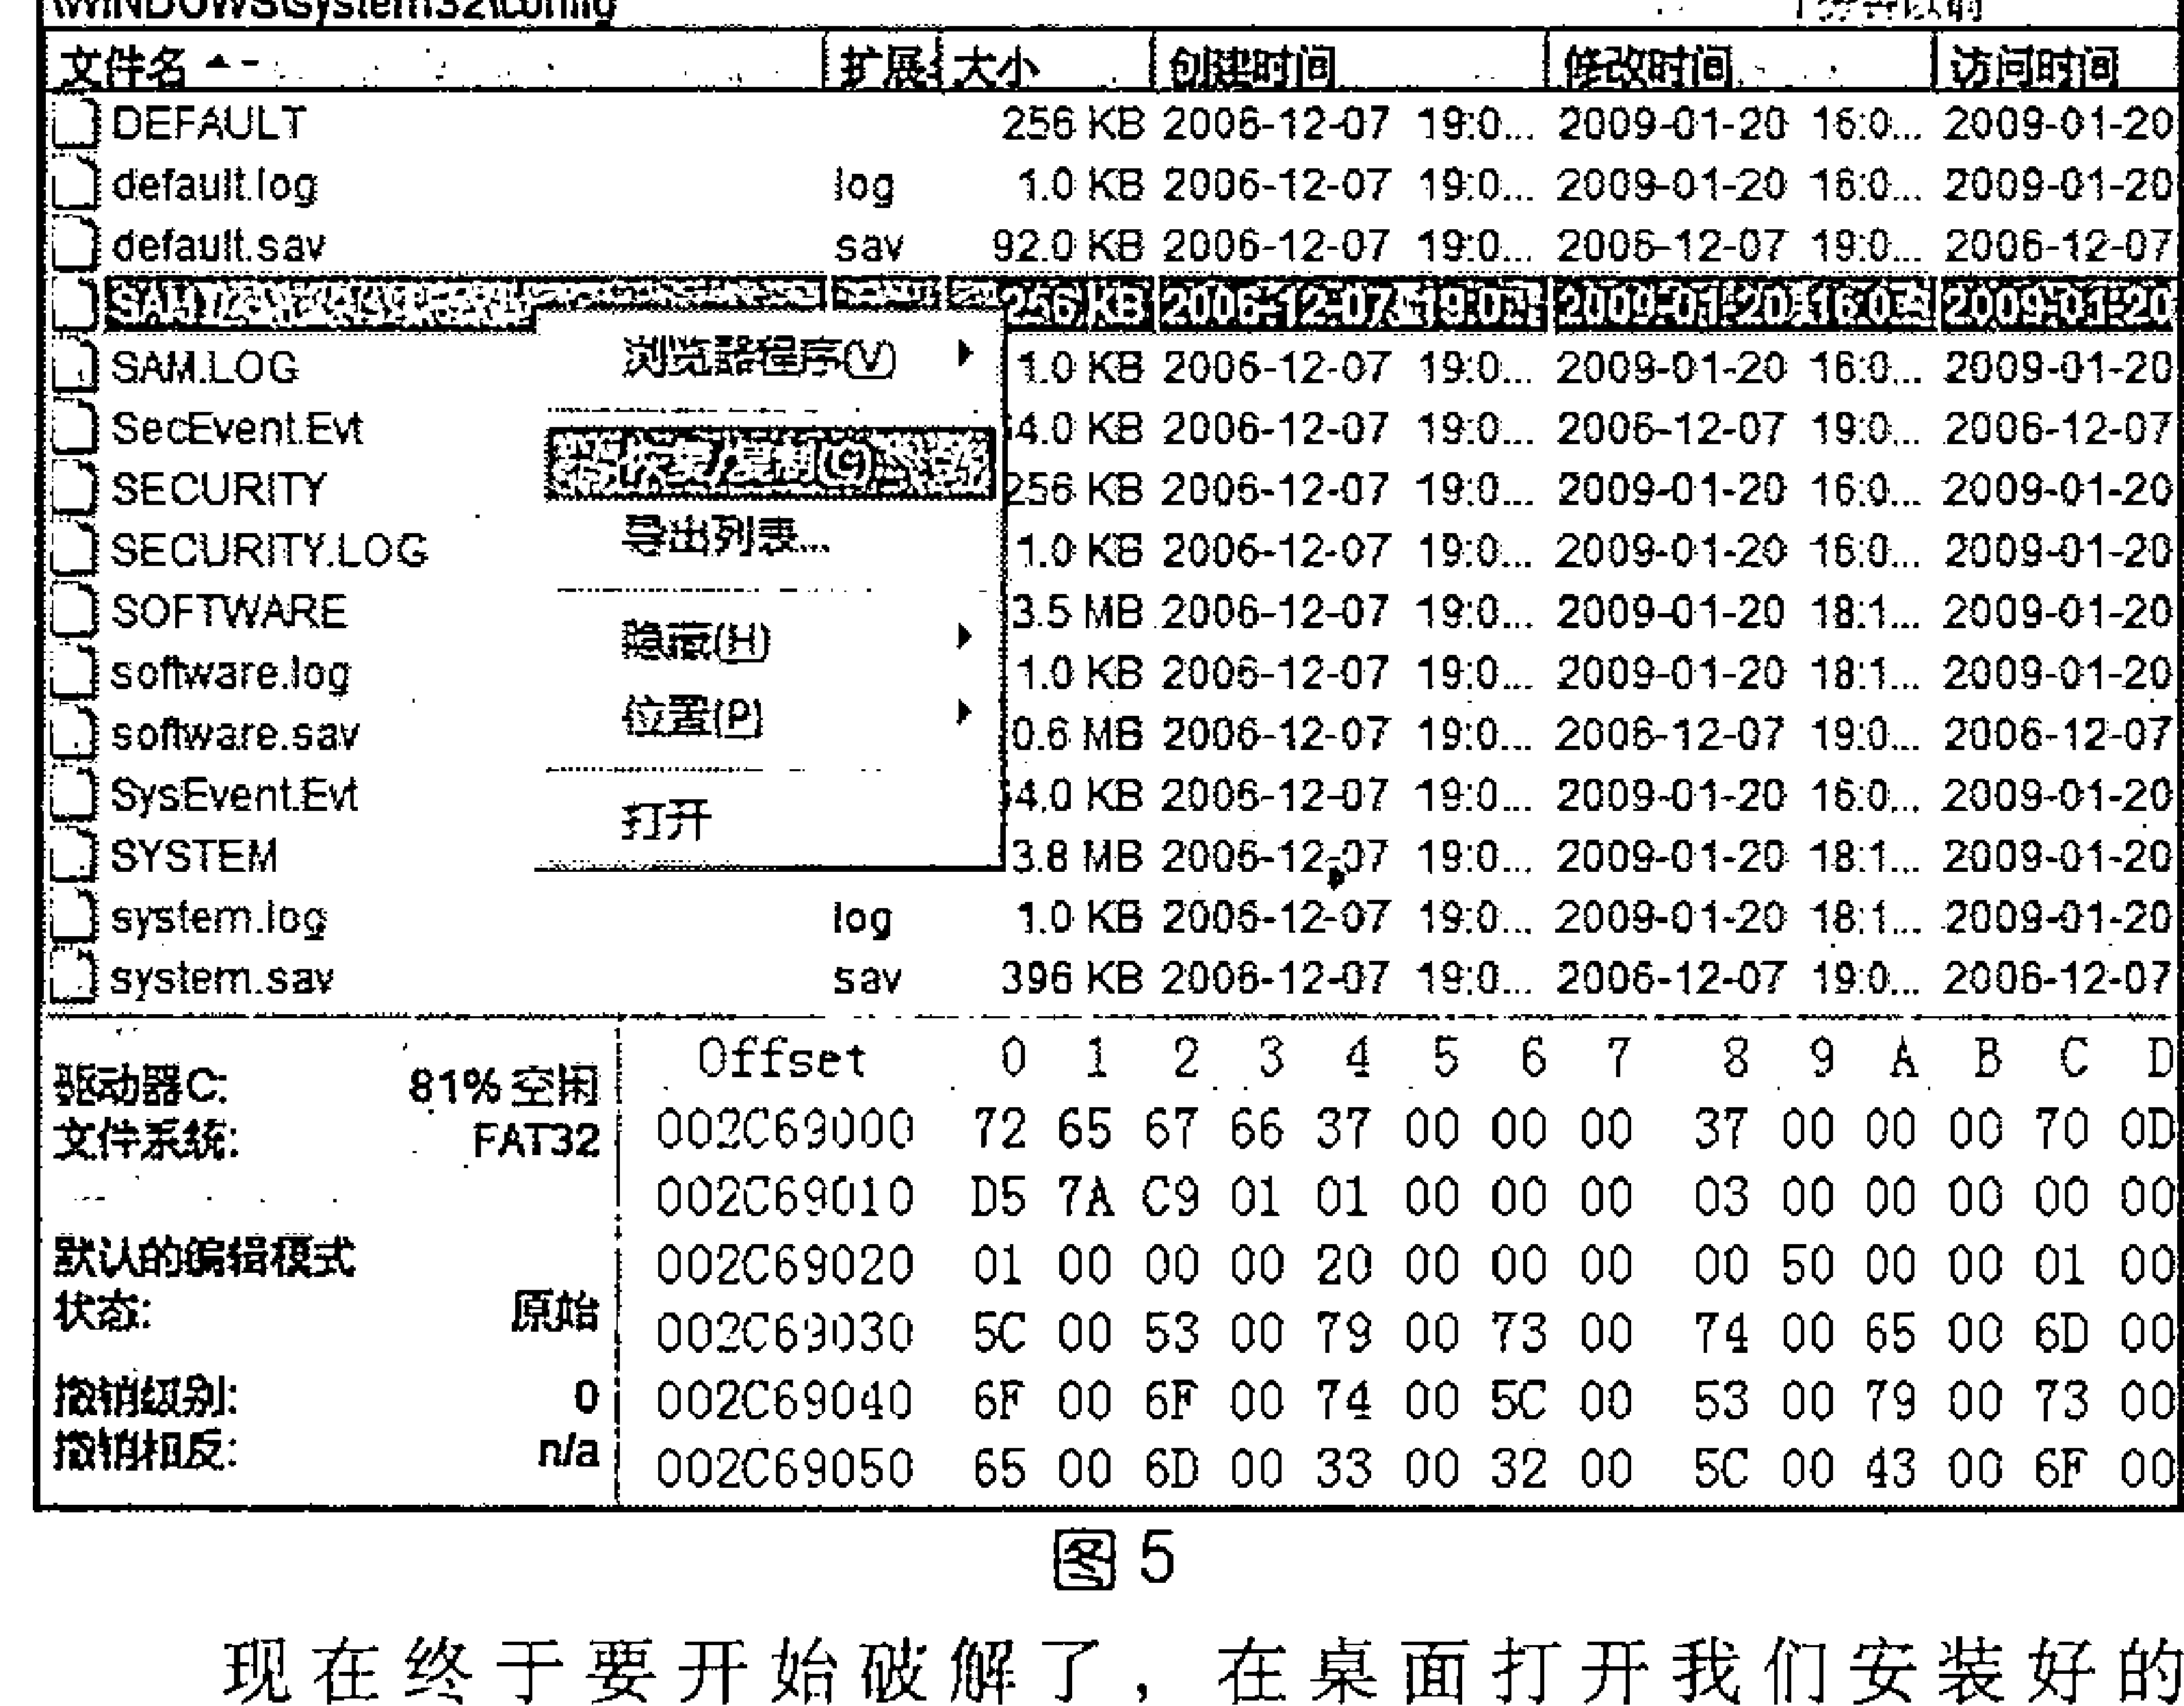 \WINDOWS\system32\config
1分钟以前
文件名 扩展 大小 创建时间 修改时间 访问时间
DEFAULT 256 KB 2006-12-07 19:0... 2009-01-20 16:0... 2009-01-20
default.log log 1.0 KB 2006-12-07 19:0... 2009-01-20 16:0... 2009-01-20
default.sav sav 92.0 KB 2006-12-07 19:0... 2006-12-07 19:0... 2006-12-07
SAM 256 KB 2006-12-07 19:0... 2009-01-20 16:0... 2009-01-20
浏览器程序(V)
SAM.LOG 1.0 KB 2006-12-07 19:0... 2009-01-20 16:0... 2009-01-20
SecEvent.Evt 4.0 KB 2006-12-07 19:0... 2006-12-07 19:0... 2006-12-07
恢复/复制(C)
SECURITY 256 KB 2006-12-07 19:0... 2009-01-20 16:0... 2009-01-20
导出列表...
SECURITY.LOG 1.0 KB 2006-12-07 19:0... 2009-01-20 16:0... 2009-01-20
SOFTWARE 3.5 MB 2006-12-07 19:0... 2009-01-20 18:1... 2009-01-20
隐藏(H)
software.log 1.0 KB 2006-12-07 19:0... 2009-01-20 18:1... 2009-01-20
位置(P)
software.sav 0.6 MB 2006-12-07 19:0... 2006-12-07 19:0... 2006-12-07
SysEvent.Evt 4.0 KB 2006-12-07 19:0... 2009-01-20 16:0... 2009-01-20
打开
SYSTEM 3.8 MB 2006-12-07 19:0... 2009-01-20 18:1... 2009-01-20
system.log log 1.0 KB 2006-12-07 19:0... 2009-01-20 18:1... 2009-01-20
system.sav sav 396 KB 2006-12-07 19:0... 2006-12-07 19:0... 2006-12-07
驱动器C: 81% 空闲
文件系统: FAT32
默认的编辑模式
状态: 原始
撤销级别: 0
撤销相反: n/a
Offset 0 1 2 3 4 5 6 7 8 9 A B C D
002C69000 72 65 67 66 37 00 00 00 37 00 00 00 70 0D
002C69010 D5 7A C9 01 01 00 00 00 03 00 00 00 00 00
002C69020 01 00 00 00 20 00 00 00 00 50 00 00 01 00
002C69030 5C 00 53 00 79 00 73 00 74 00 65 00 6D 00
002C69040 6F 00 6F 00 74 00 5C 00 53 00 79 00 73 00
002C69050 65 00 6D 00 33 00 32 00 5C 00 43 00 6F 00
图 5
现在终于要开始破解了，在桌面打开我们安装好的